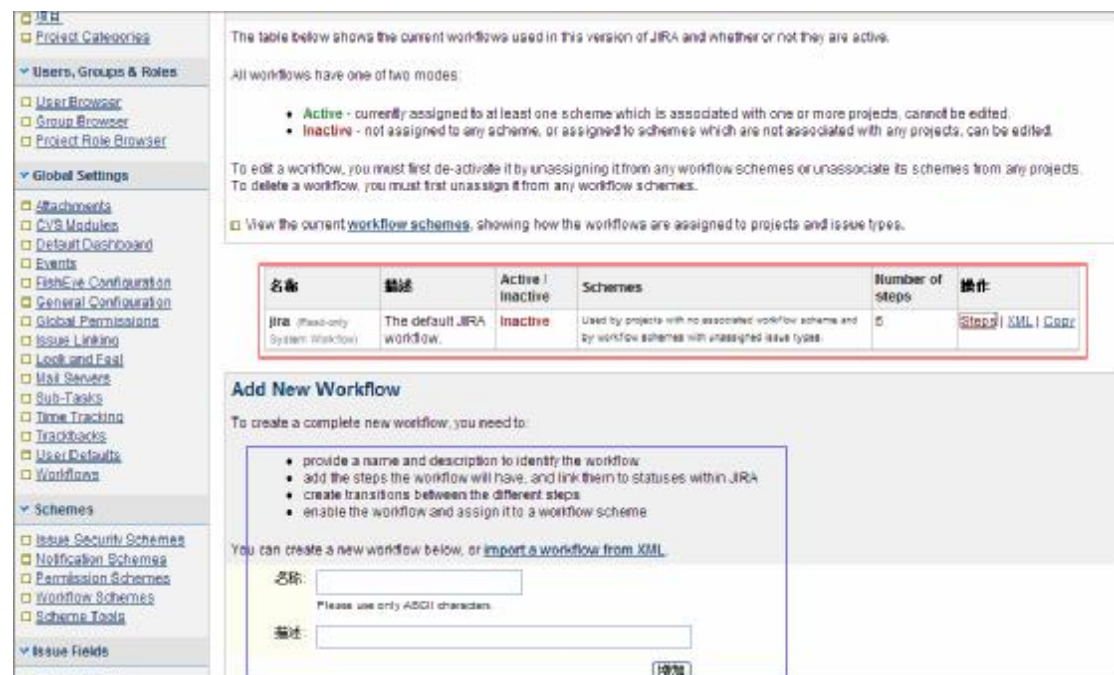 项目
Project Categories
Users, Groups & Roles
User Browser
Group Browser
Project Role Browser
Global Settings
Attachments
CVS Modules
Default Dashboard
Events
FishEye Configuration
General Configuration
Global Permissions
Issue Linking
Look and Feel
Mail Servers
Sub-Tasks
Time Tracking
Trackbacks
User Defaults
Workflows
Schemes
Issue Security Schemes
Notification Schemes
Permission Schemes
Workflow Schemes
Scheme Tools
Issue Fields
The table below shows the current workflows used in this version of JIRA and whether or not they are active.
All workflows have one of two modes:
Active - currently assigned to at least one scheme which is associated with one or more projects, cannot be edited.
Inactive - not assigned to any scheme, or assigned to schemes which are not associated with any projects, can be edited.
To edit a workflow, you must first de-activate it by unassigning it from any workflow schemes or unassociate its schemes from any projects.
To delete a workflow, you must first unassign it from any workflow schemes.
View the current workflow schemes, showing how the workflows are assigned to projects and issue types.
名称 描述 Active / Inactive Schemes Number of steps 操作
jira (Read-only System Workflow) The default JIRA workflow. Inactive Used by projects with no associated workflow scheme and by workflow schemes with unassigned issue types. 5 Steps | XML | Copy
Add New Workflow
To create a complete new workflow, you need to:
provide a name and description to identify the workflow
add the steps the workflow will have, and link them to statuses within JIRA
create transitions between the different steps
enable the workflow and assign it to a workflow scheme
You can create a new workflow below, or import a workflow from XML.
名称:
Please use only ASCII characters.
描述:
增加